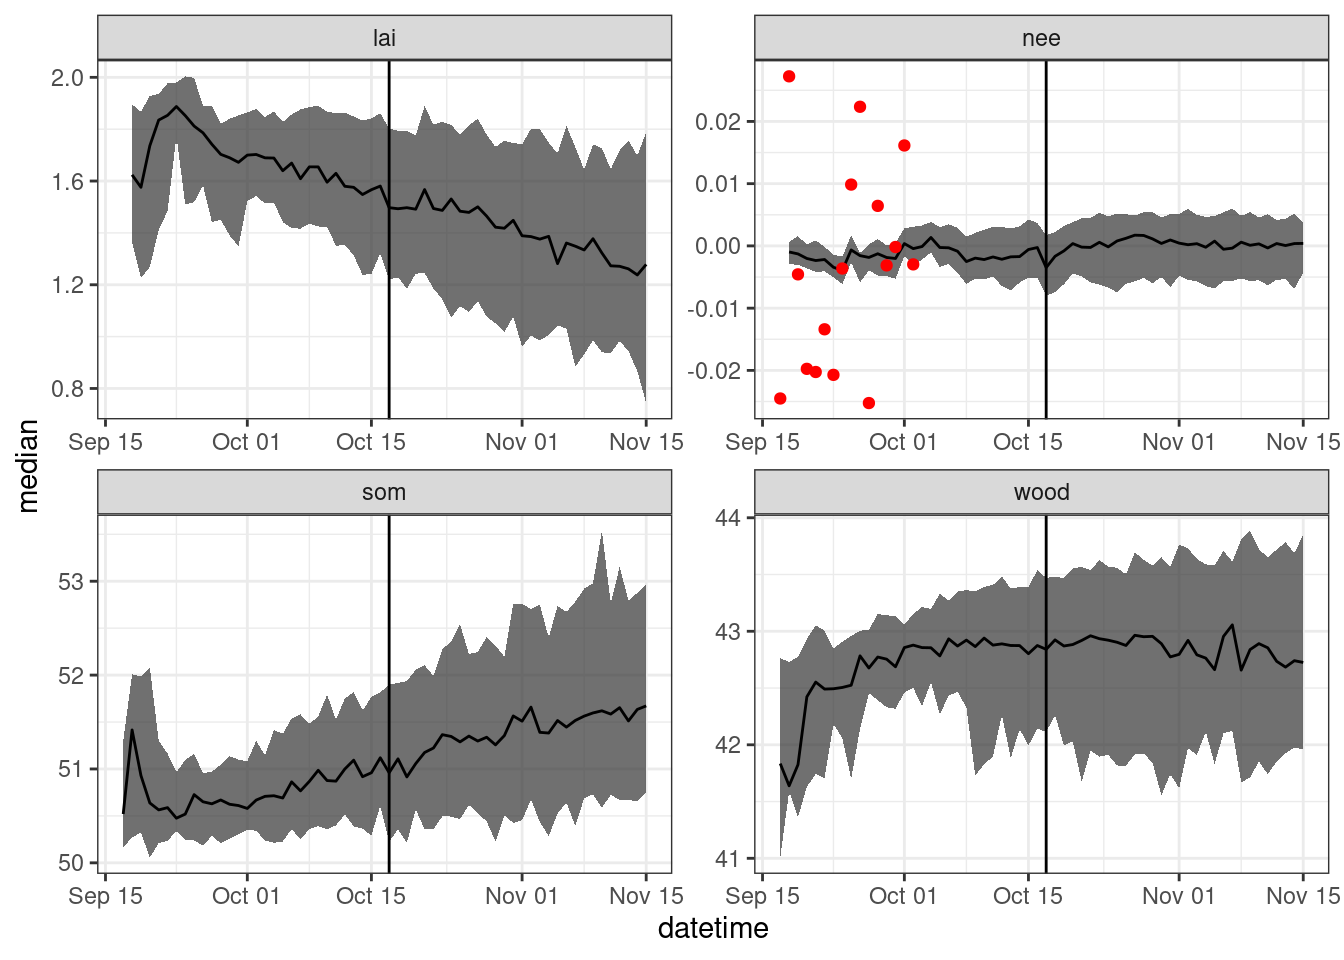 lai
nee
2.0
1.6
1.2
0.8
0.02
0.01
0.00
-0.01
-0.02
Sep 15 Oct 01 Oct 15 Nov 01 Nov 15
Sep 15 Oct 01 Oct 15 Nov 01 Nov 15
median
som
wood
53
52
51
50
44
43
42
41
Sep 15 Oct 01 Oct 15 Nov 01 Nov 15
Sep 15 Oct 01 Oct 15 Nov 01 Nov 15
datetime